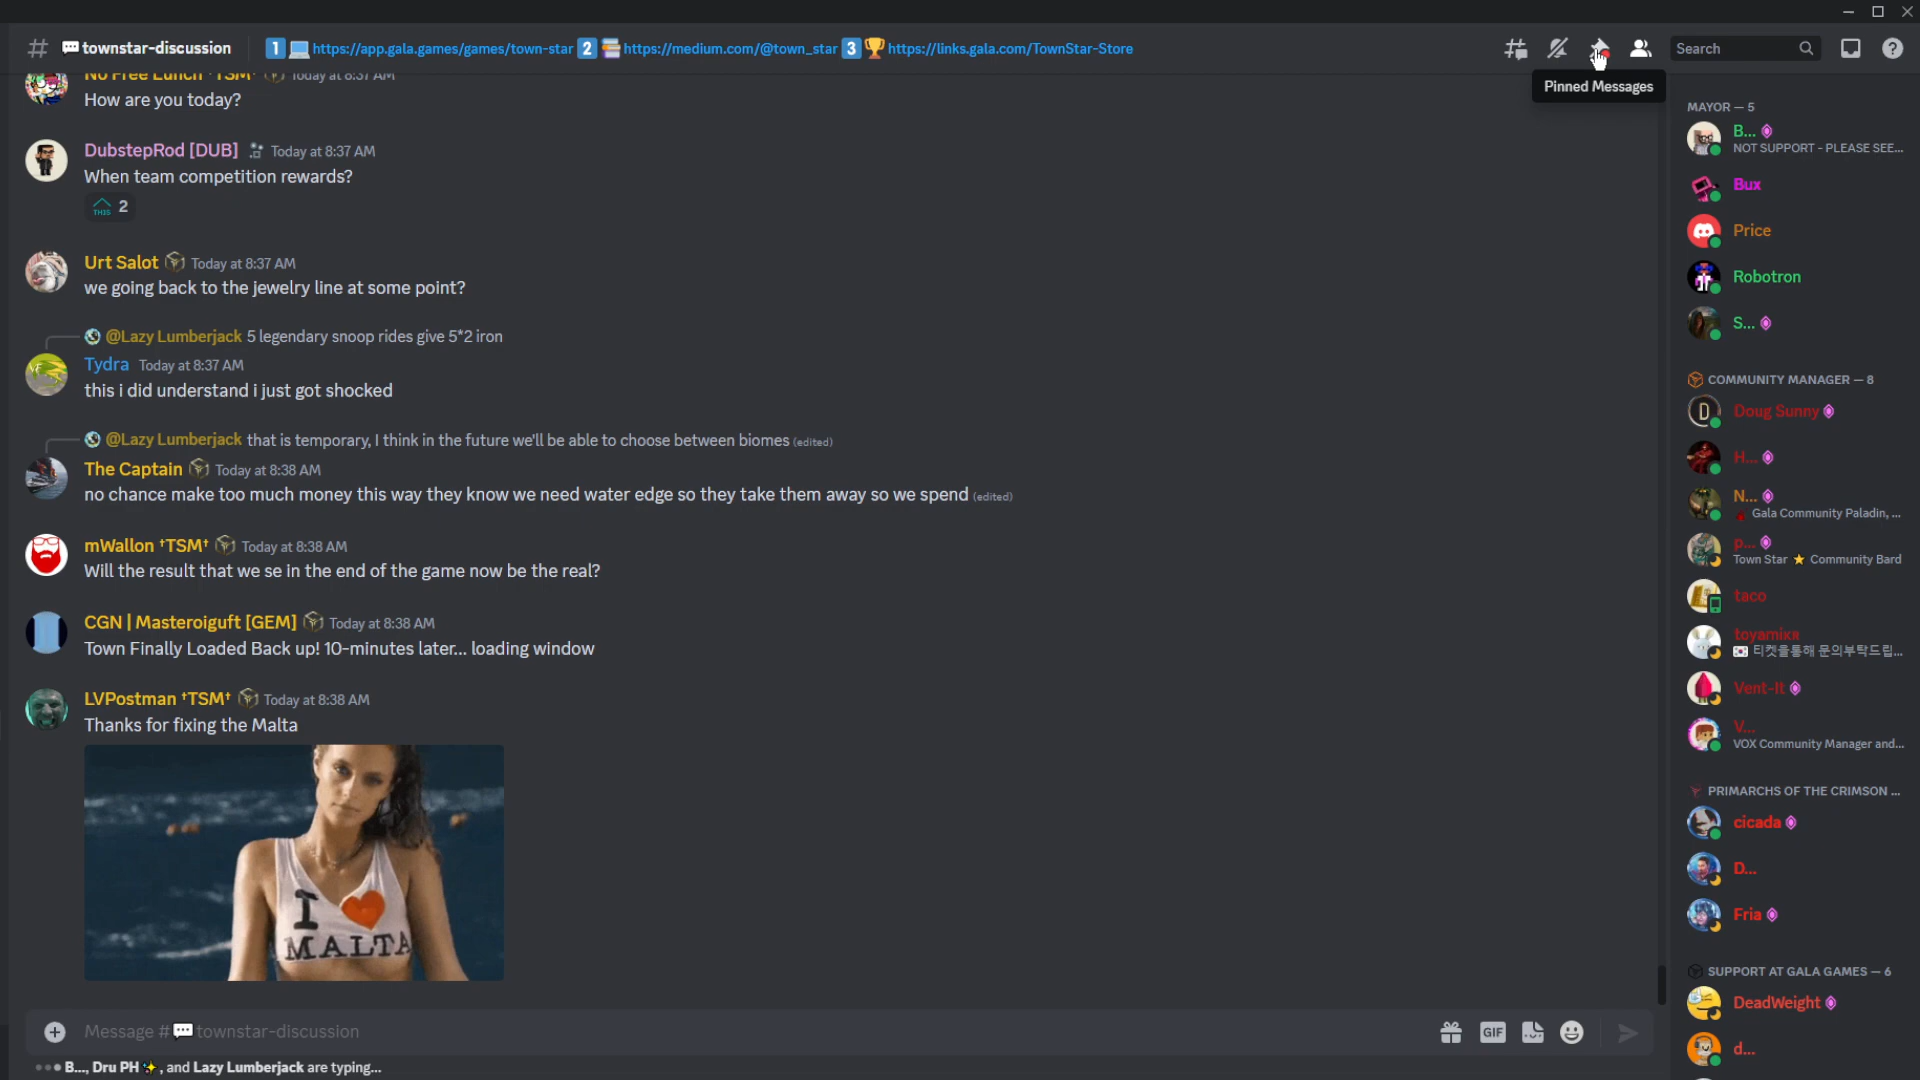 townstar-discussion 1 https://app.gala.games/games/town-star 2 https://medium.com/@town_star 3 https://links.gala.com/TownStar-Store
Search
Pinned Messages
No Free Lunch †TSM† Today at 8:37 AM
How are you today?
DubstepRod [DUB] Today at 8:37 AM
When team competition rewards?
THIS 2
Urt Salot Today at 8:37 AM
we going back to the jewelry line at some point?
@Lazy Lumberjack 5 legendary snoop rides give 5*2 iron
Tydra Today at 8:37 AM
this i did understand i just got shocked
@Lazy Lumberjack that is temporary, I think in the future we'll be able to choose between biomes (edited)
The Captain Today at 8:38 AM
no chance make too much money this way they know we need water edge so they take them away so we spend (edited)
mWallon †TSM† Today at 8:38 AM
Will the result that we se in the end of the game now be the real?
CGN | Masteroiguft [GEM] Today at 8:38 AM
Town Finally Loaded Back up! 10-minutes later... loading window
LVPostman †TSM† Today at 8:38 AM
Thanks for fixing the Malta
I
MALTA
Message # townstar-discussion
GIF
B..., Dru PH , and Lazy Lumberjack are typing...
MAYOR — 5
B...
NOT SUPPORT - PLEASE SEE...
Bux
Price
Robotron
S...
COMMUNITY MANAGER — 8
Doug Sunny
H...
N...
Gala Community Paladin, ...
p...
Town Star ⭐ Community Bard
taco
toyamikя
티켓을통해 문의부탁드립...
Vent-It
V...
VOX Community Manager and...
PRIMARCHS OF THE CRIMSON ...
cicada
D...
Fria
SUPPORT AT GALA GAMES — 6
DeadWeight
d...